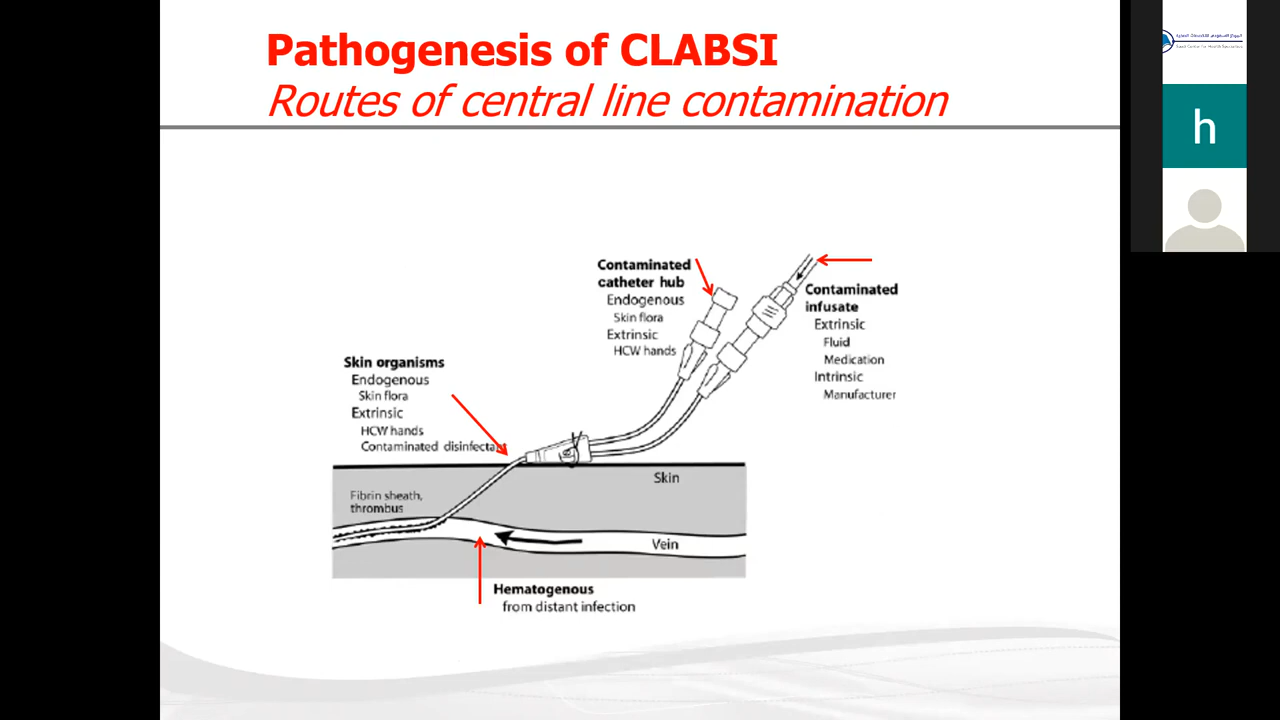 Pathogenesis of CLABSI
Routes of central line contamination
Contaminated
catheter hub
Endogenous
Skin flora
Extrinsic
HCW hands
Contaminated
infusate
Extrinsic
Fluid
Medication
Intrinsic
Manufacturer
Skin organisms
Endogenous
Skin flora
Extrinsic
HCW hands
Contaminated disinfectant
Skin
Fibrin sheath,
thrombus
Vein
Hematogenous
from distant infection
h